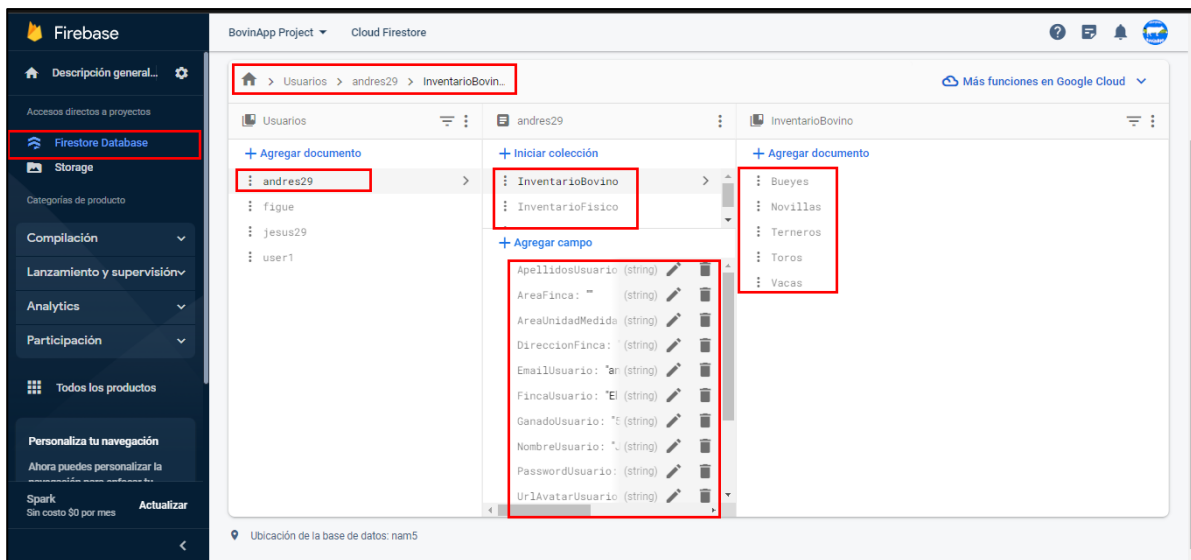 Firebase
BovinApp Project
Cloud Firestore
Descripción general...
Accesos directos a proyectos
Firestore Database
Storage
Categorías de producto
Compilación
Lanzamiento y supervisión
Analytics
Participación
Todos los productos
Personaliza tu navegación
Ahora puedes personalizar la
Spark
Sin costo $0 por mes
Actualizar
> Usuarios > andres29 > InventarioBovin...
Más funciones en Google Cloud
Usuarios
+ Agregar documento
andres29
figue
jesus29
user1
andres29
+ Iniciar colección
InventarioBovino
InventarioFisico
+ Agregar campo
ApellidosUsuario (string)
AreaFinca: "" (string)
AreaUnidadMedida (string)
DireccionFinca: (string)
EmailUsuario: "an (string)
FincaUsuario: "El (string)
GanadoUsuario: (string)
NombreUsuario: (string)
PasswordUsuario: (string)
UrlAvatarUsuario (string)
InventarioBovino
+ Agregar documento
Bueyes
Novillas
Terneros
Toros
Vacas
Ubicación de la base de datos: nam5